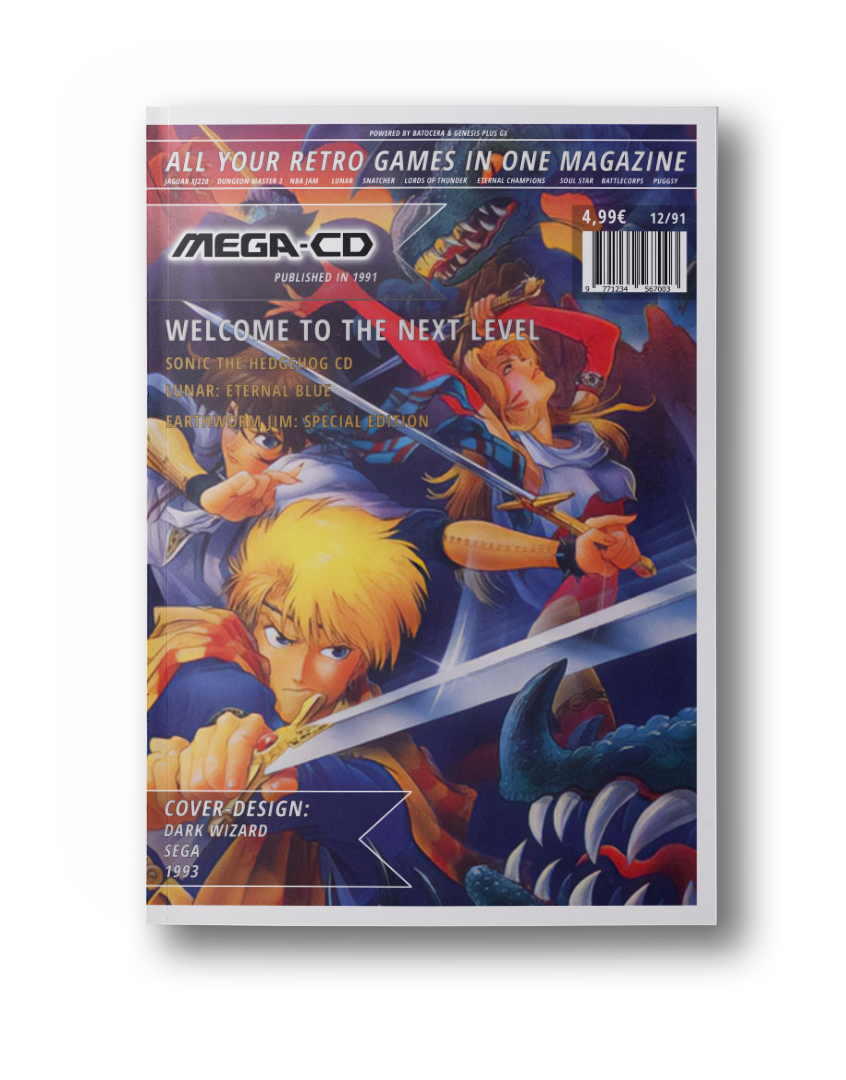 POWERED BY BATOCERA & GENESIS PLUS GX
ALL YOUR RETRO GAMES IN ONE MAGAZINE
JAGUAR XJ220 DUNGEON MASTER 2 NBA JAM LUNAR SNATCHER LORDS OF THUNDER ETERNAL CHAMPIONS SOUL STAR BATTLECORPS PUGGSY
4,99€ 12/91
MEGA-CD
PUBLISHED IN 1991
9 771234 567003
WELCOME TO THE NEXT LEVEL
SONIC THE HEDGEHOG CD
LUNAR: ETERNAL BLUE
EARTHWORM JIM: SPECIAL EDITION
COVER-DESIGN:
DARK WIZARD
SEGA
1993